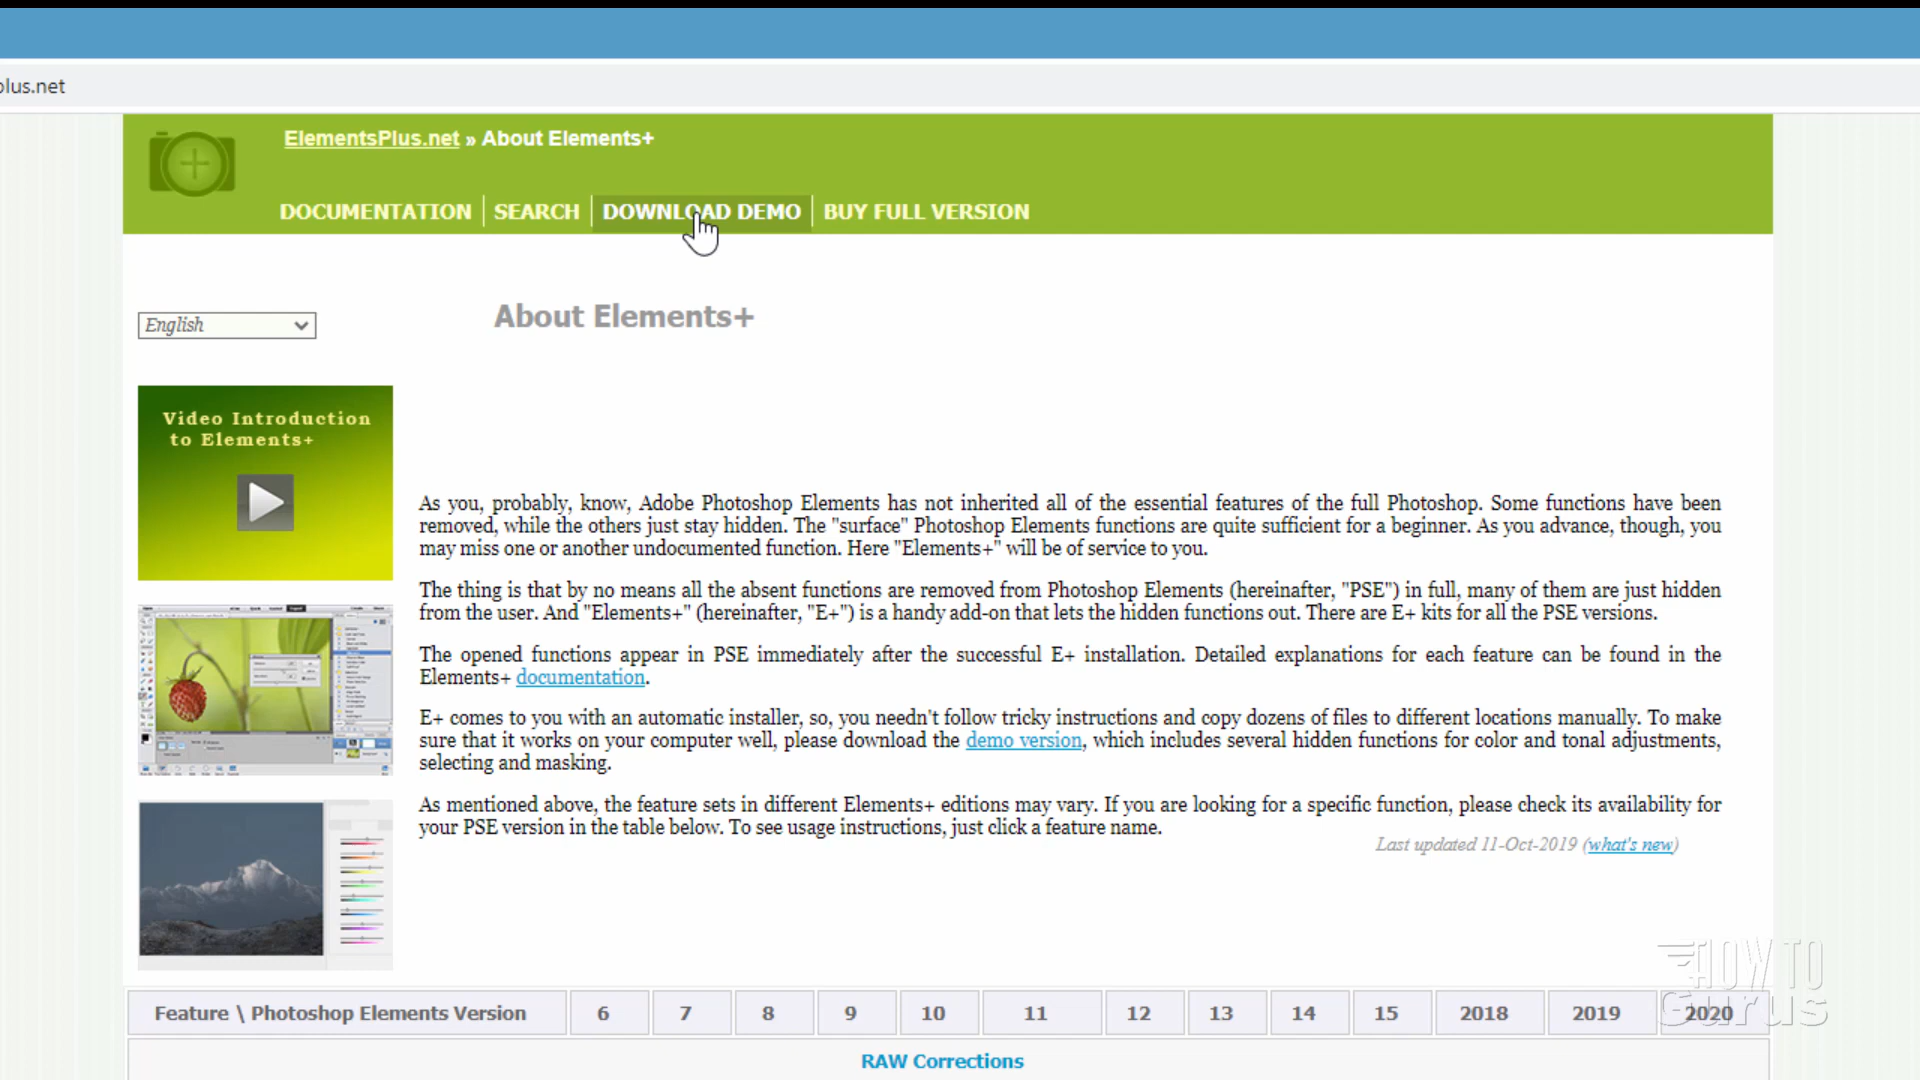 plus.net
ElementsPlus.net » About Elements+
DOCUMENTATION
SEARCH
DOWNLOAD DEMO
BUY FULL VERSION
English
About Elements+
Video Introduction
to Elements+
As you, probably, know, Adobe Photoshop Elements has not inherited all of the essential features of the full Photoshop. Some functions have been
removed, while the others just stay hidden. The "surface" Photoshop Elements functions are quite sufficient for a beginner. As you advance, though, you
may miss one or another undocumented function. Here "Elements+" will be of service to you.
The thing is that by no means all the absent functions are removed from Photoshop Elements (hereinafter, "PSE") in full, many of them are just hidden
from the user. And "Elements+" (hereinafter, "E+") is a handy add-on that lets the hidden functions out. There are E+ kits for all the PSE versions.
The opened functions appear in PSE immediately after the successful E+ installation. Detailed explanations for each feature can be found in the
Elements+ documentation.
E+ comes to you with an automatic installer, so, you needn't follow tricky instructions and copy dozens of files to different locations manually. To make
sure that it works on your computer well, please download the demo version, which includes several hidden functions for color and tonal adjustments,
selecting and masking.
As mentioned above, the feature sets in different Elements+ editions may vary. If you are looking for a specific function, please check its availability for
your PSE version in the table below. To see usage instructions, just click a feature name.
Last updated 11-Oct-2019 (what's new)
Feature \ Photoshop Elements Version 6 7 8 9 10 11 12 13 14 15 2018 2019 2020
RAW Corrections
HOW TO
Gurus